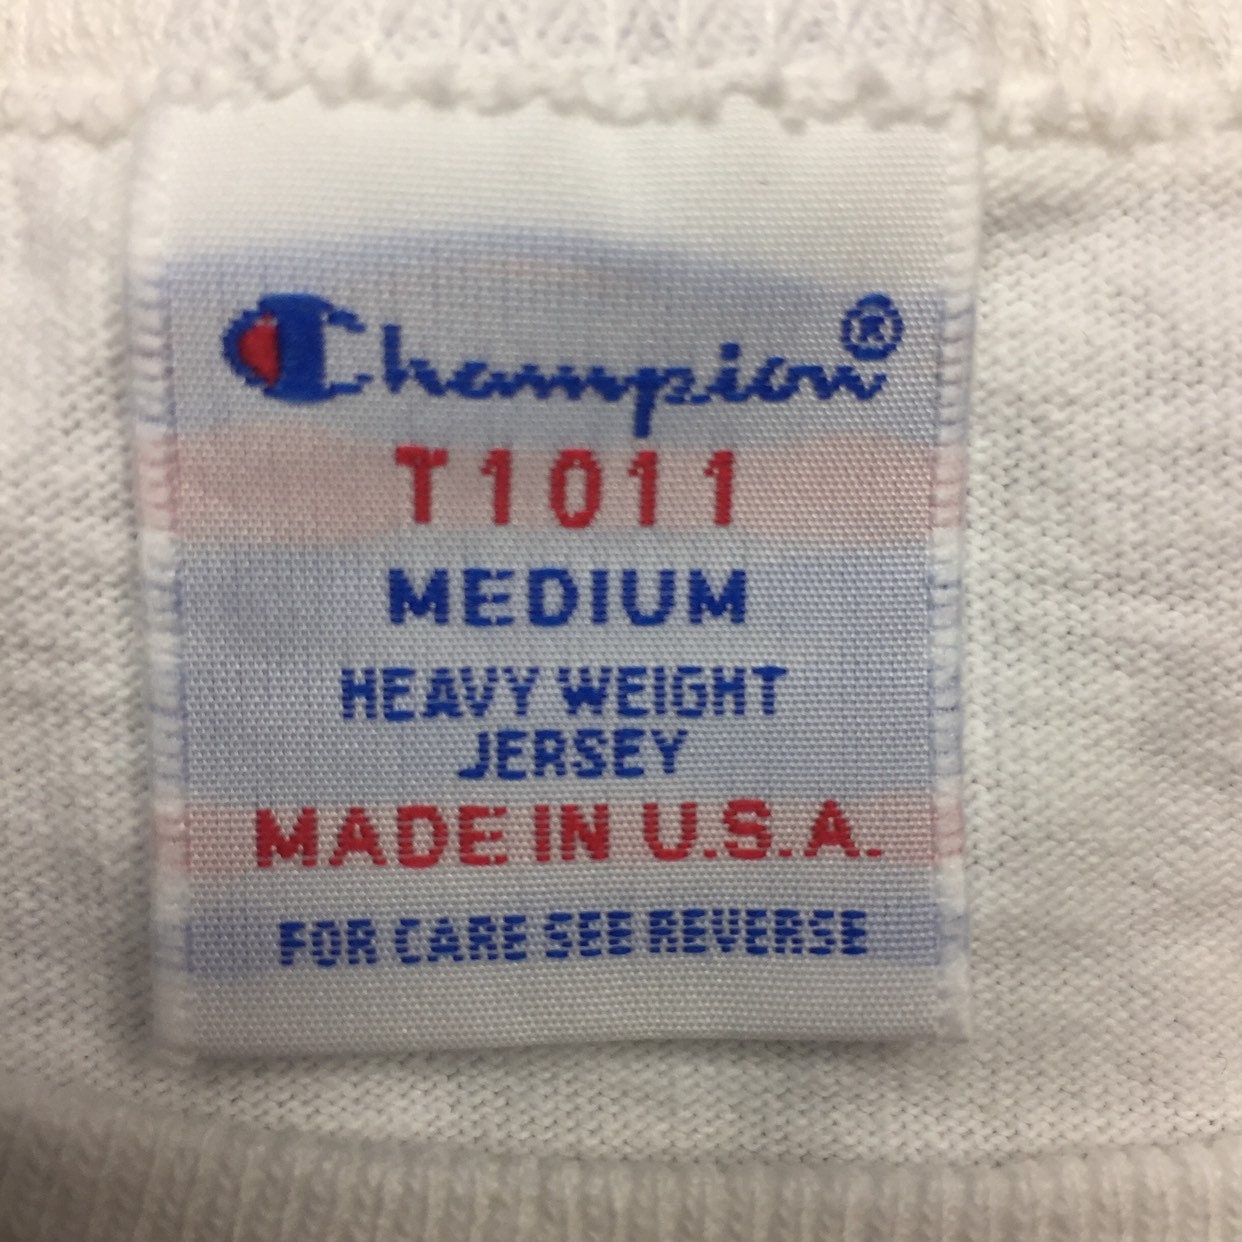 Champion®
T1011
MEDIUM
HEAVY WEIGHT
JERSEY
MADE IN U.S.A.
FOR CARE SEE REVERSE